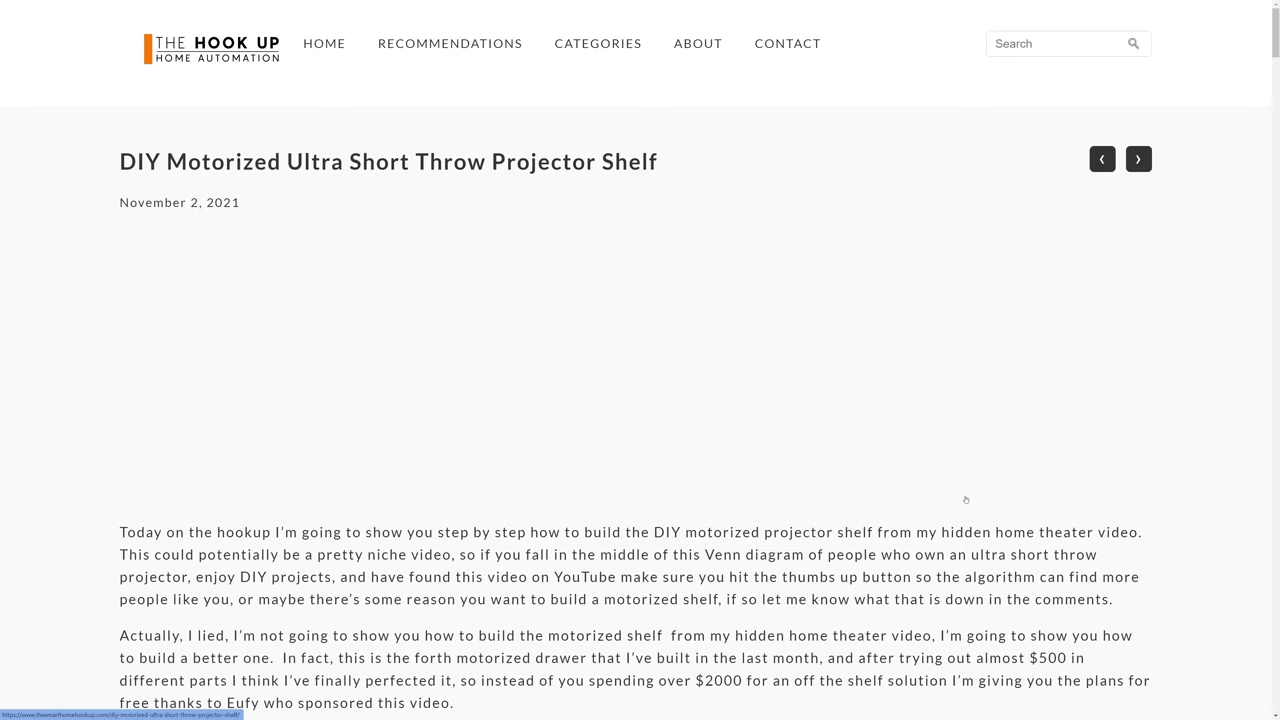 THE HOOK UP
HOME AUTOMATION
HOME
RECOMMENDATIONS
CATEGORIES
ABOUT
CONTACT
Search
DIY Motorized Ultra Short Throw Projector Shelf
November 2, 2021
Today on the hookup I'm going to show you step by step how to build the DIY motorized projector shelf from my hidden home theater video.
This could potentially be a pretty niche video, so if you fall in the middle of this Venn diagram of people who own an ultra short throw
projector, enjoy DIY projects, and have found this video on YouTube make sure you hit the thumbs up button so the algorithm can find more
people like you, or maybe there's some reason you want to build a motorized shelf, if so let me know what that is down in the comments.
Actually, I lied, I'm not going to show you how to build the motorized shelf from my hidden home theater video, I'm going to show you how
to build a better one. In fact, this is the forth motorized drawer that I've built in the last month, and after trying out almost $500 in
different parts I think I've finally perfected it, so instead of you spending over $2000 for an off the shelf solution I'm giving you the plans for
free thanks to Eufy who sponsored this video.
https://www.thesmarthomehookup.com/diy-motorized-ultra-short-throw-projector-shelf/